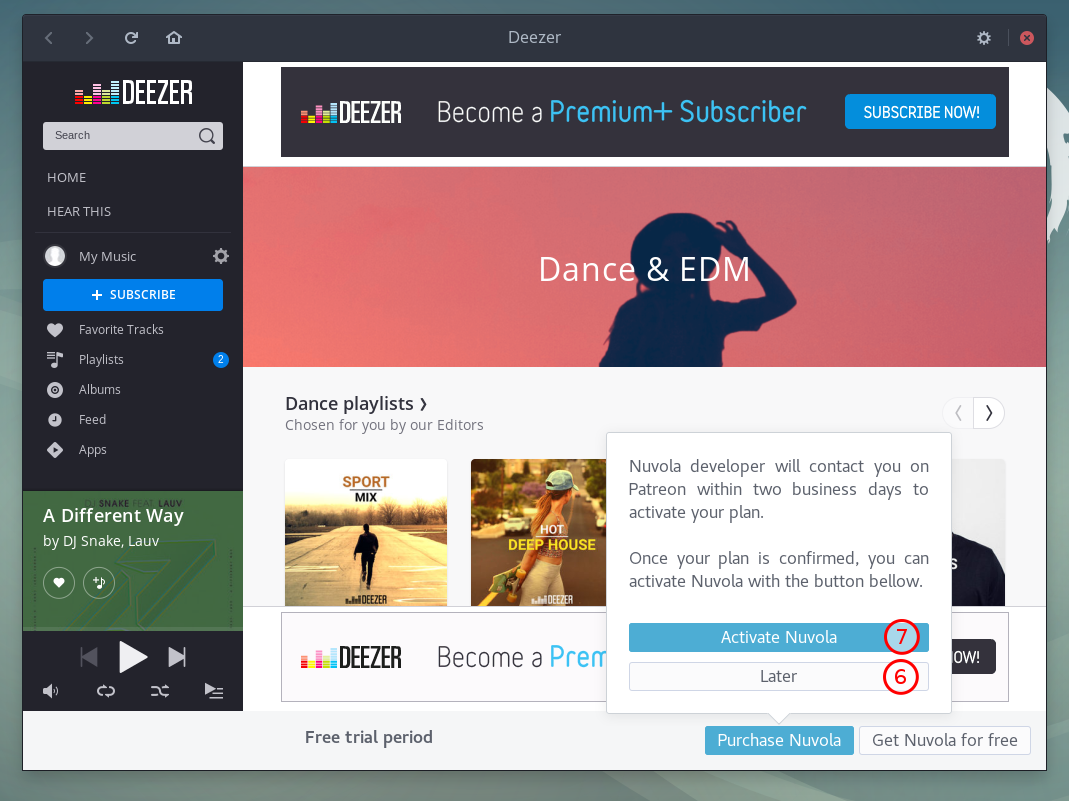 Deezer
DEEZER
Search
HOME
HEAR THIS
My Music
+ SUBSCRIBE
Favorite Tracks
Playlists 2
Albums
Feed
Apps
DJ SNAKE FEAT. LAUV
A Different Way
by DJ Snake, Lauv
DEEZER Become a Premium+ Subscriber SUBSCRIBE NOW!
Dance & EDM
Dance playlists ❯
Chosen for you by our Editors
SPORT
MIX
DEEZER
HOT
DEEP HOUSE
DEEZER
S
Nuvola developer will contact you on
Patreon within two business days to
activate your plan.
Once your plan is confirmed, you can
activate Nuvola with the button bellow.
Activate Nuvola 7
Later 6
DEEZER Become a Prem OW!
Free trial period
Purchase Nuvola
Get Nuvola for free